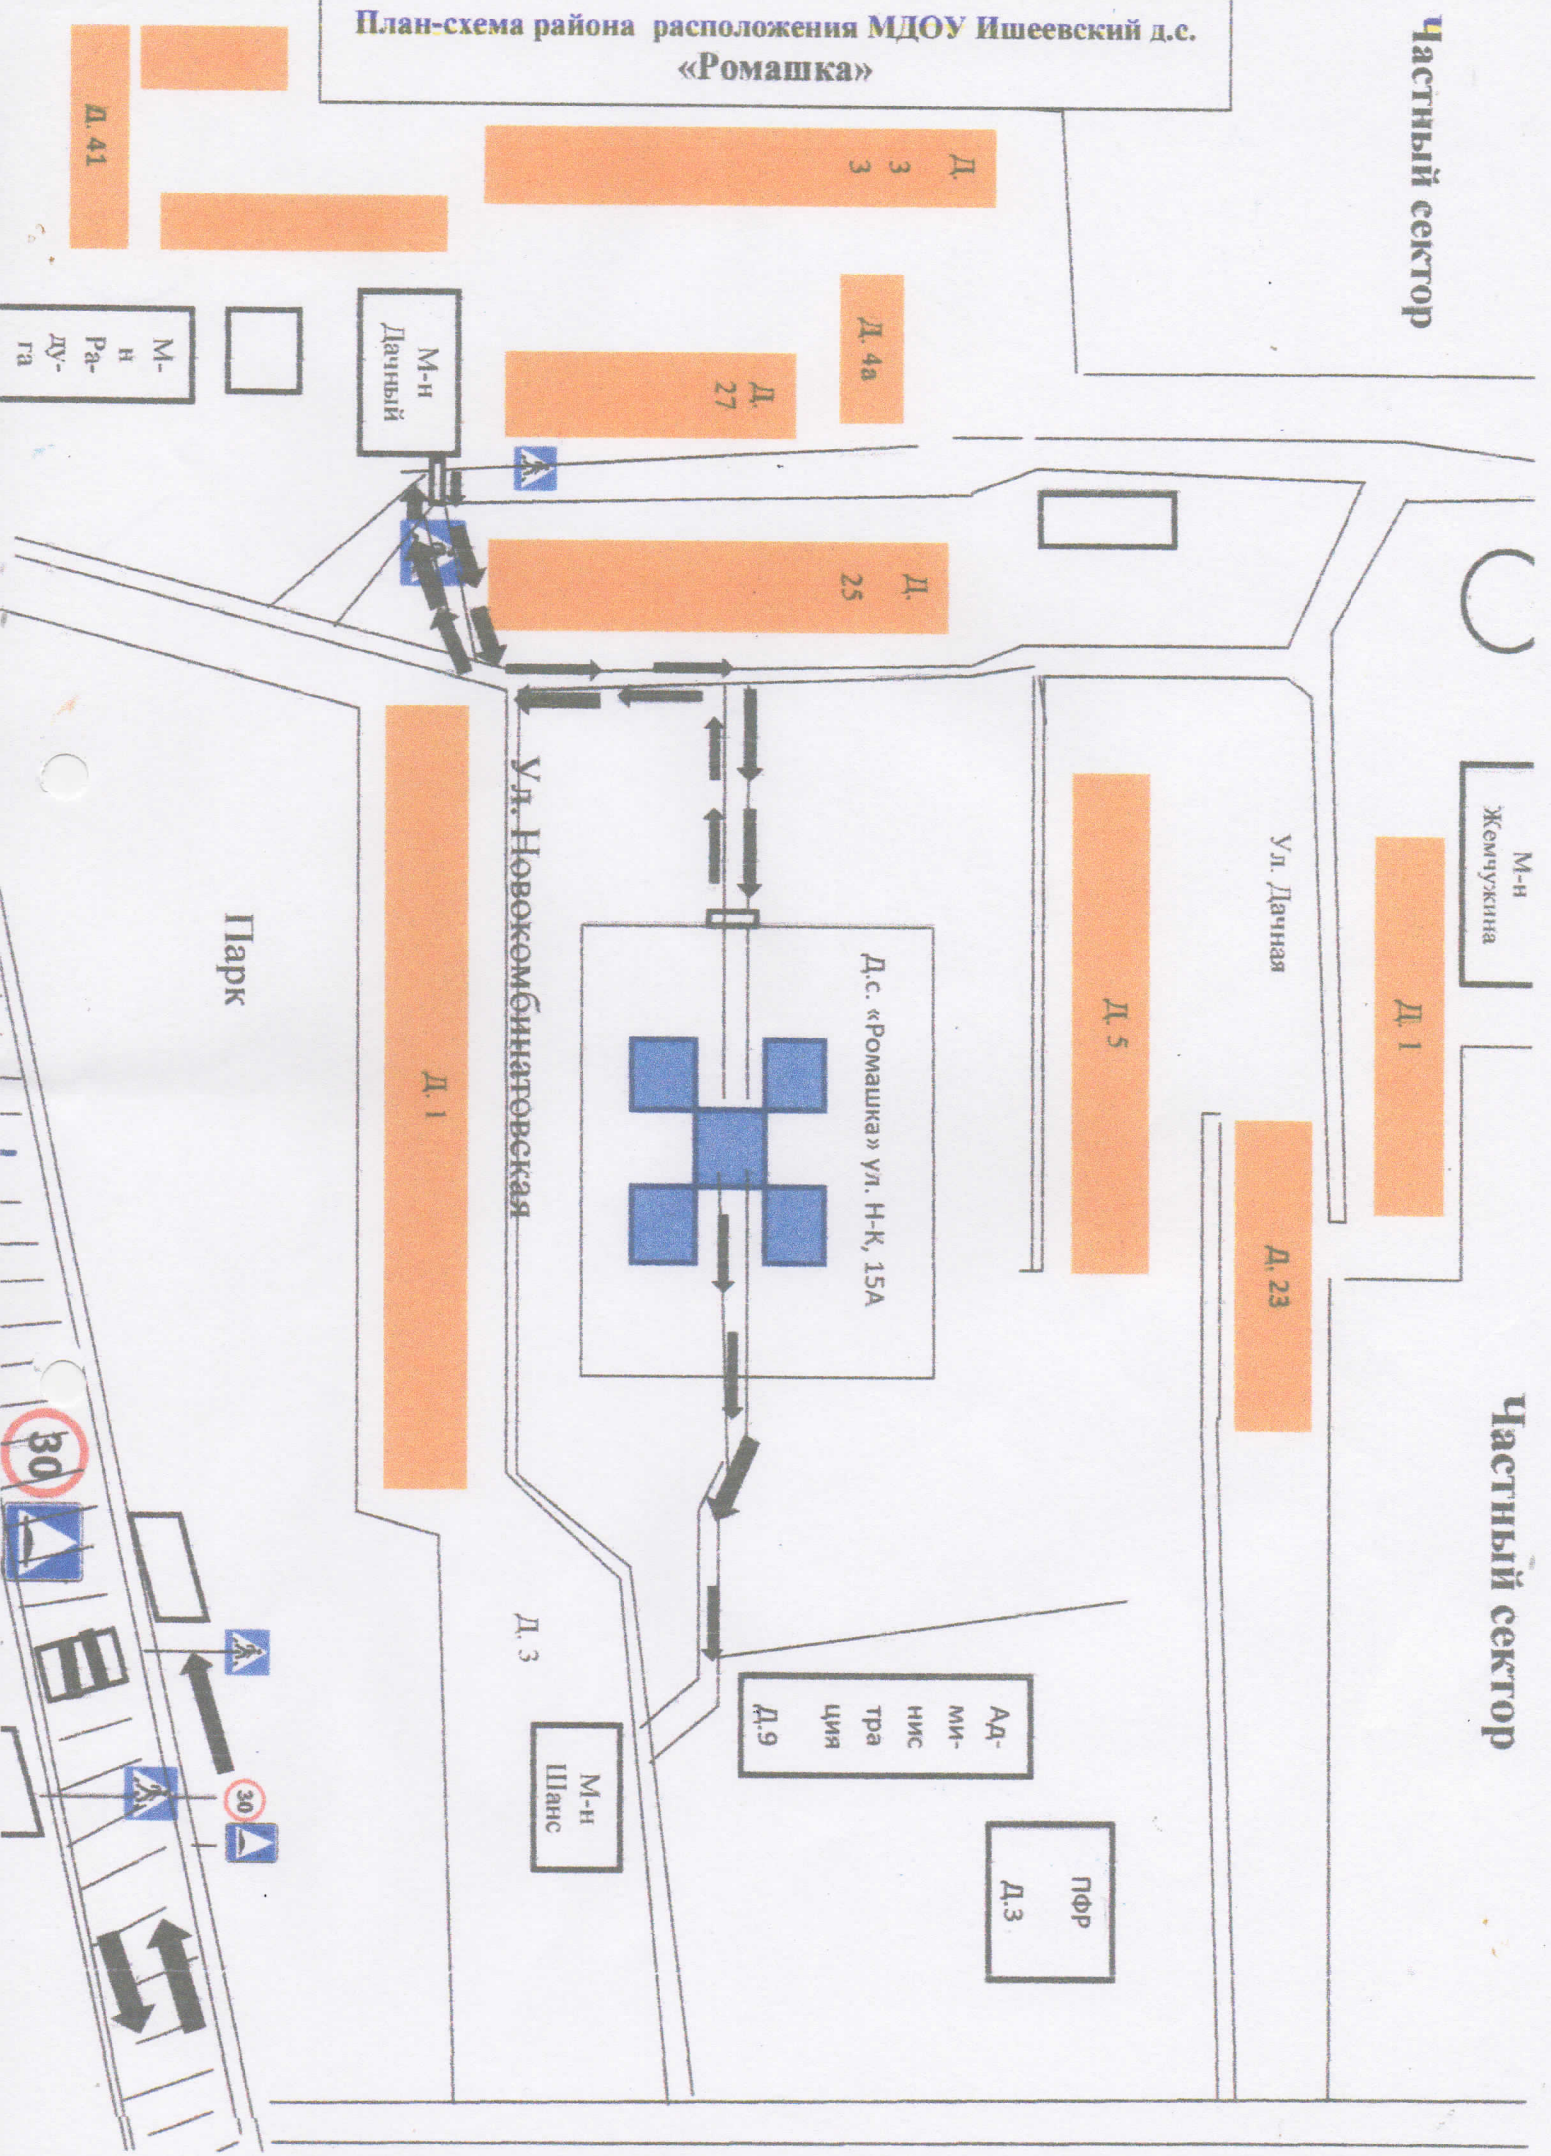 План-схема района расположения МДОУ Ишеевский д.с.
«Ромашка»
Частный сектор
Д. 41
Д.
3
3
Д. 4а
Д.
27
М-н
Дачный
М-
н
Ра-
ду-
га
Д.
25
М-н
Жемчужина
Д. 1
Ул. Дачная
Д. 5
Д. 23
Частный сектор
Д.с. «Ромашка» ул. Н-К, 15А
Ул. Новокомбинатовская
Д. 1
Парк
Д. 3
М-н
Шанс
Ад-
ми-
нис
тра
ция
Д.9
ПФР
Д.3
30
30